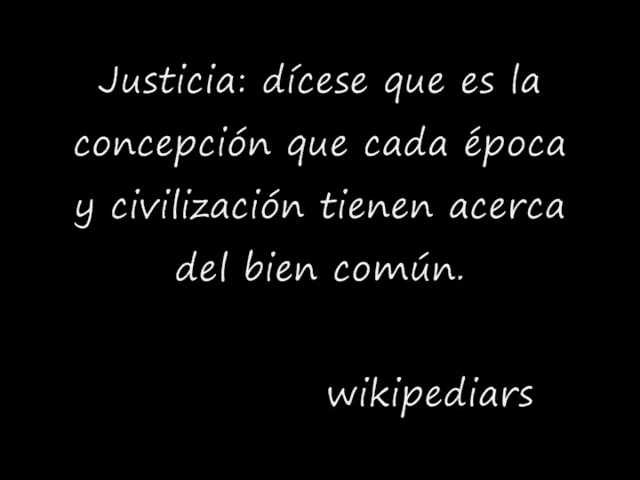 Justicia: dícese que es la
concepción que cada época
y civilización tienen acerca
del bien común.
wikipediars